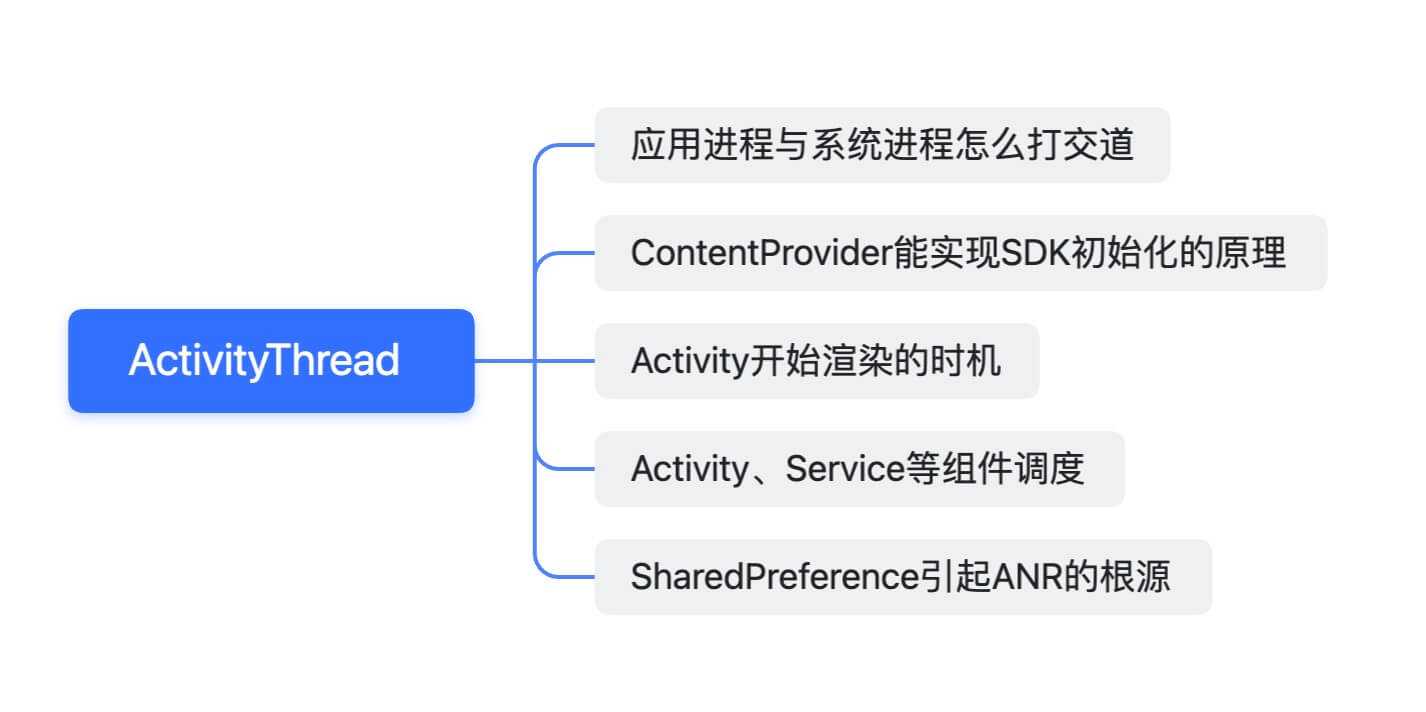 ActivityThread
应用进程与系统进程怎么打交道
ContentProvider能实现SDK初始化的原理
Activity开始渲染的时机
Activity、Service等组件调度
SharedPreference引起ANR的根源